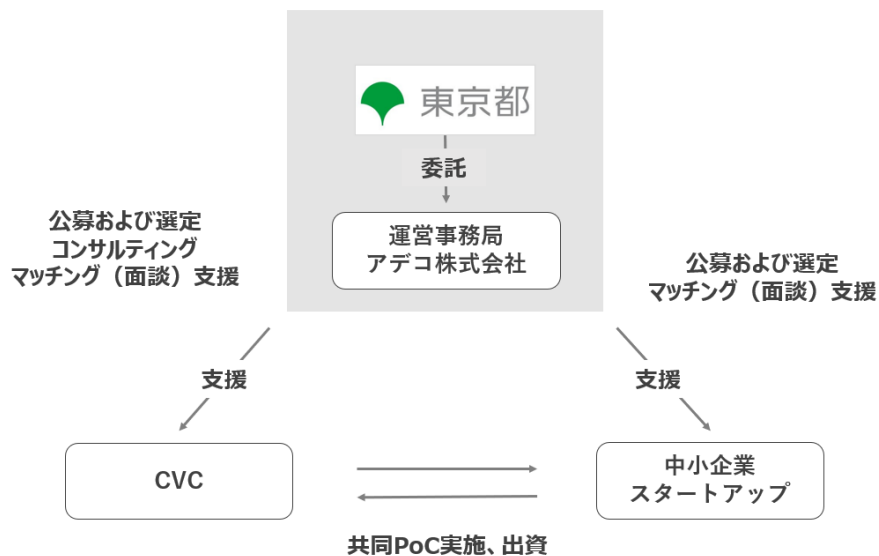 東京都
委託
運営事務局
アデコ株式会社
公募および選定
コンサルティング
マッチング（面談）支援
公募および選定
マッチング（面談）支援
支援
支援
CVC
中小企業
スタートアップ
共同PoC実施、出資